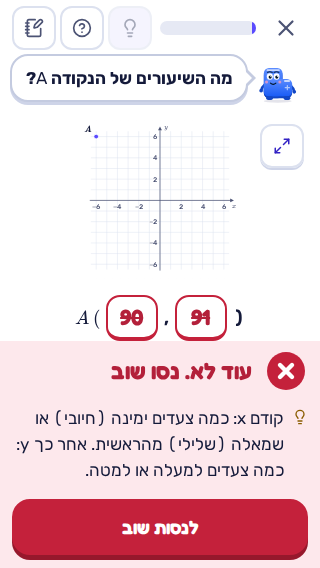 מה השיעורים של הנקודה A?
A
y
6
4
2
−6 −4 −2 2 4 6 x
−2
−4
−6
A ( 90 , 91 )
עוד לא. נסו שוב
קודם x: כמה צעדים ימינה (חיובי) או
שמאלה (שלילי) מהראשית. אחר כך y:
כמה צעדים למעלה או למטה.
לנסות שוב